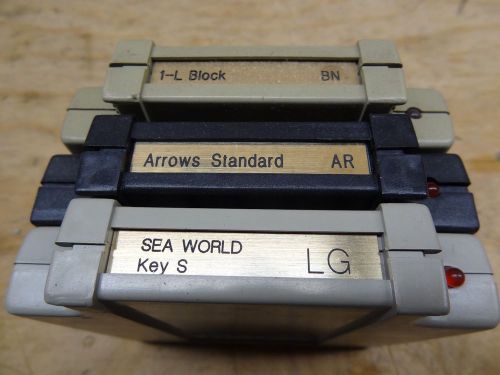 1-L Block BN
Arrows Standard AR
SEA WORLD
Key S LG